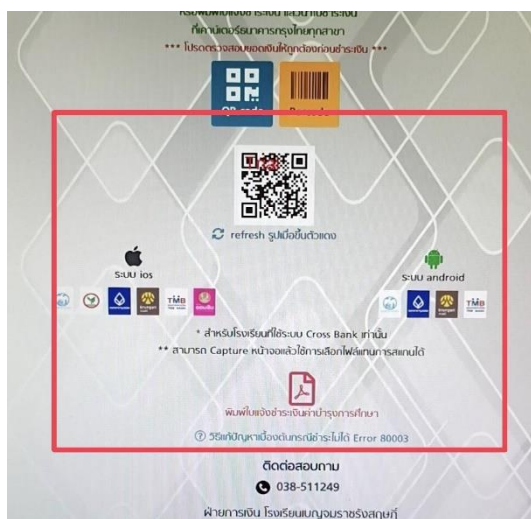 ที่เคาน์เตอร์ธนาคารกรุงไทยทุกสาขา
*** โปรดตรวจสอบยอดเงินให้ถูกต้องก่อนชำระเงิน ***
QR code Barcode
refresh รูปเมื่อขึ้นตัวแดง
ระบบ ios
ระบบ android
TMB
TMB
* สำหรับโรงเรียนที่ใช้ระบบ Cross Bank เท่านั้น
** สามารถ Capture หน้าจอแล้วใช้การเลือกไฟล์แทนการสแกนได้
พิมพ์ใบแจ้งชำระเงินค่าบำรุงการศึกษา
วิธีแก้ปัญหาเบื้องต้นกรณีชำระไม่ได้ Error 80003
ติดต่อสอบถาม
038-511249
ฝ่ายการเงิน โรงเรียนเบญจมราชรังสฤษฎิ์